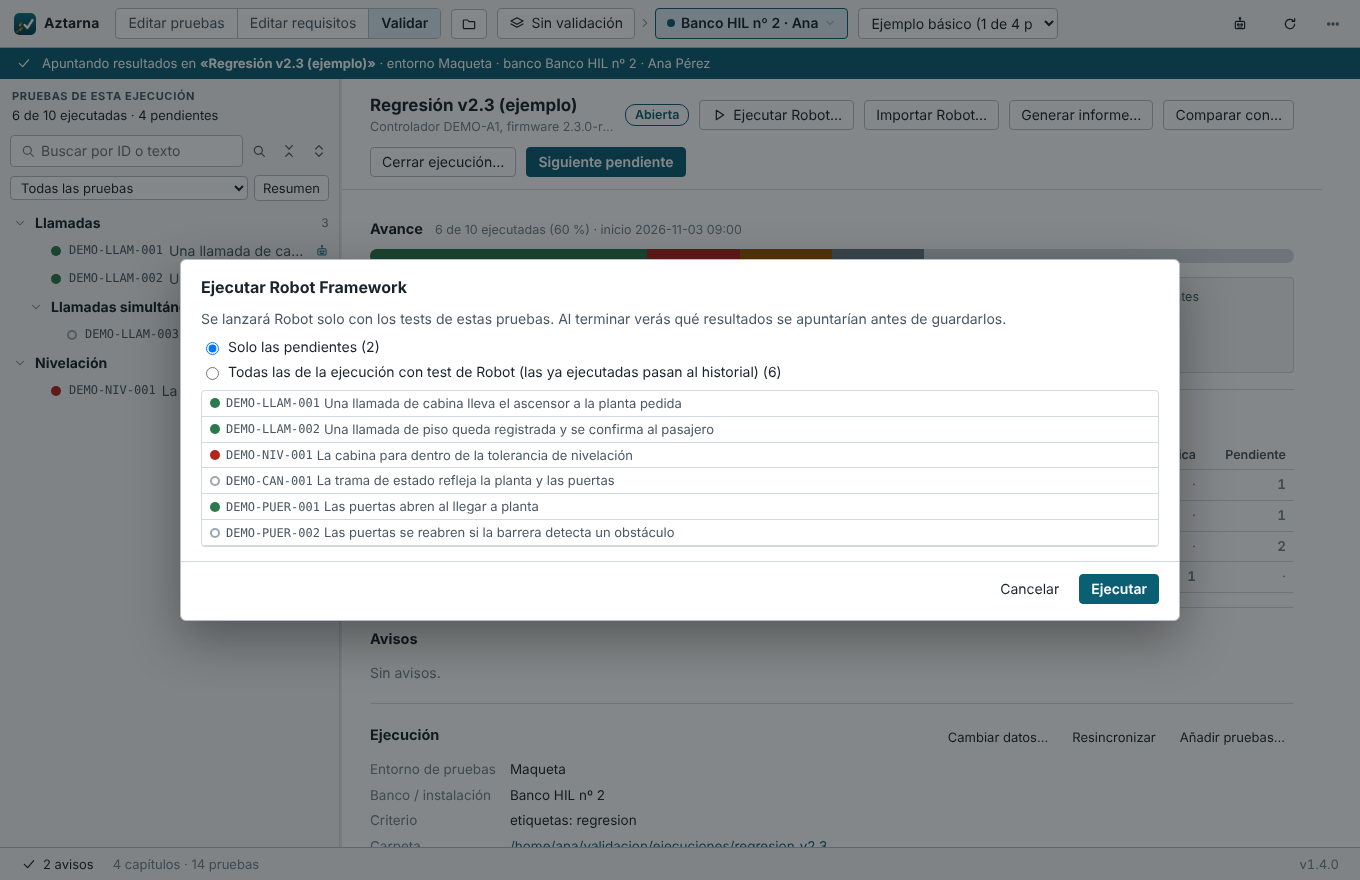 Aztarna
Editar pruebas
Editar requisitos
Validar
Sin validación
Banco HIL nº 2 · Ana
Ejemplo básico (1 de 4 p
Apuntando resultados en «Regresión v2.3 (ejemplo)» · entorno Maqueta · banco Banco HIL nº 2 · Ana Pérez
PRUEBAS DE ESTA EJECUCIÓN
6 de 10 ejecutadas · 4 pendientes
Buscar por ID o texto
Todas las pruebas
Resumen
Llamadas 3
DEMO-LLAM-001 Una llamada de ca...
DEMO-LLAM-002 U
Llamadas simultán
DEMO-LLAM-003
Nivelación
DEMO-NIV-001 La
Regresión v2.3 (ejemplo)
Controlador DEMO-A1, firmware 2.3.0-r...
Abierta
Ejecutar Robot...
Importar Robot...
Generar informe...
Comparar con...
Cerrar ejecución...
Siguiente pendiente
Avance 6 de 10 ejecutadas (60 %) · inicio 2026-11-03 09:00
tes
Ejecutar Robot Framework
Se lanzará Robot solo con los tests de estas pruebas. Al terminar verás qué resultados se apuntarían antes de guardarlos.
Solo las pendientes (2)
Todas las de la ejecución con test de Robot (las ya ejecutadas pasan al historial) (6)
DEMO-LLAM-001 Una llamada de cabina lleva el ascensor a la planta pedida
DEMO-LLAM-002 Una llamada de piso queda registrada y se confirma al pasajero
DEMO-NIV-001 La cabina para dentro de la tolerancia de nivelación
DEMO-CAN-001 La trama de estado refleja la planta y las puertas
DEMO-PUER-001 Las puertas abren al llegar a planta
DEMO-PUER-002 Las puertas se reabren si la barrera detecta un obstáculo
Cancelar
Ejecutar
ica Pendiente
· 1
· 1
· 2
1 ·
Avisos
Sin avisos.
Ejecución
Cambiar datos...
Resincronizar
Añadir pruebas...
Entorno de pruebas Maqueta
Banco / instalación Banco HIL nº 2
Criterio etiquetas: regresion
Carpeta /home/ana/validacion/ejecuciones/regresion-v2.3
2 avisos
4 capítulos · 14 pruebas
v1.4.0